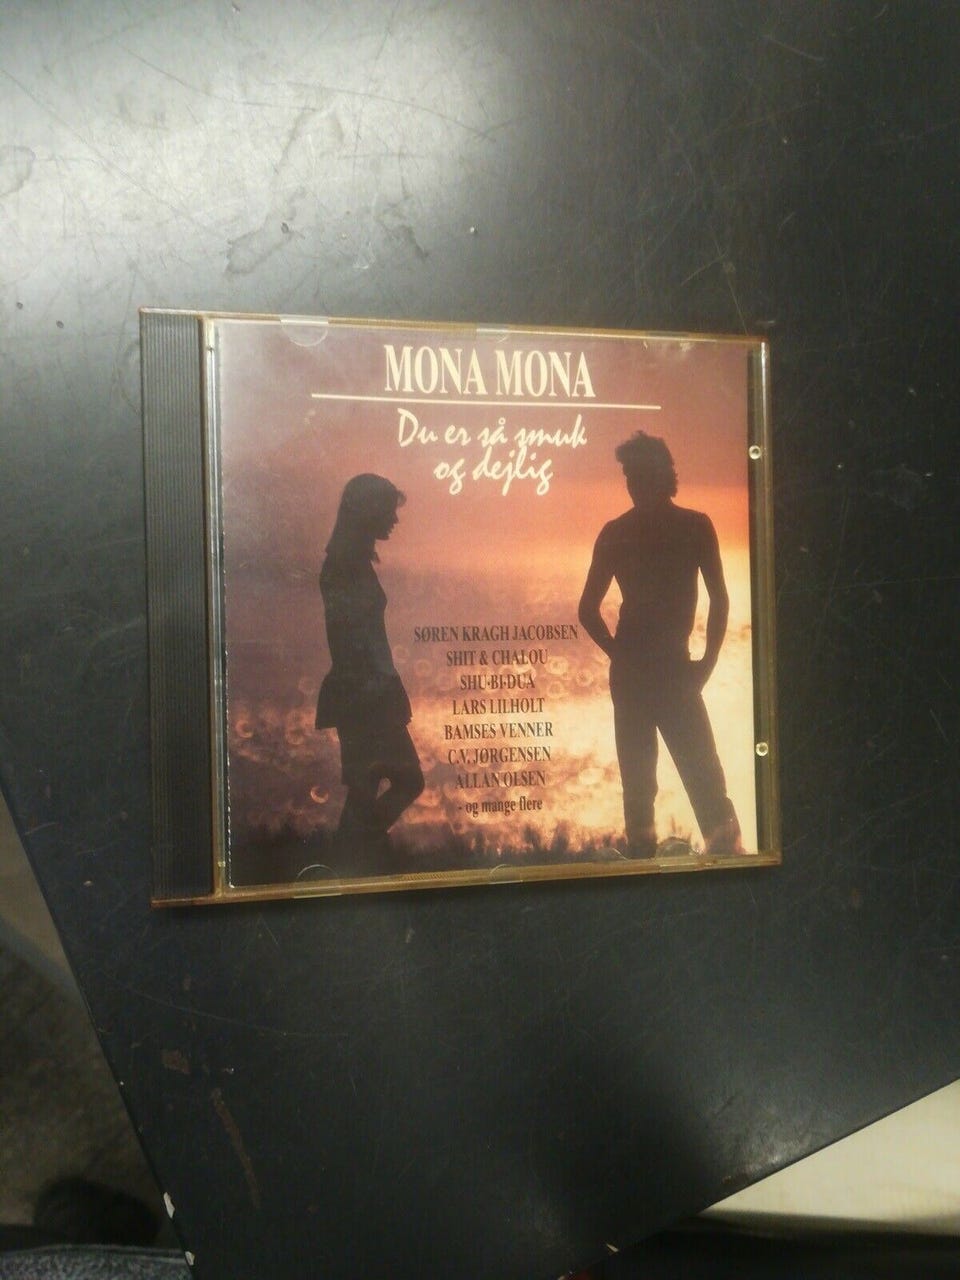 MONA MONA
Du er så smuk
og dejlig
SØREN KRAGH JACOBSEN
SHIT & CHALOU
SHU·BI·DUA
LARS LILHOLT
BAMSES VENNER
C.V. JØRGENSEN
ALLAN OLSEN
- og mange flere